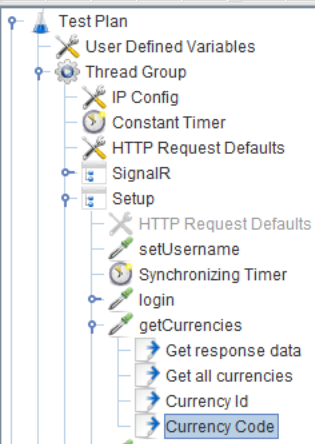 Test Plan
User Defined Variables
Thread Group
IP Config
Constant Timer
HTTP Request Defaults
SignalR
Setup
HTTP Request Defaults
setUsername
Synchronizing Timer
login
getCurrencies
Get response data
Get all currencies
Currency Id
Currency Code